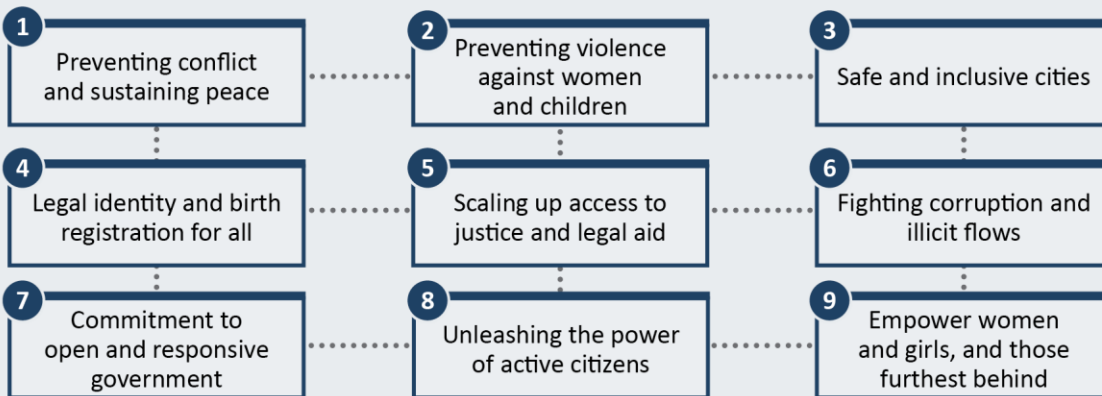 1
Preventing conflict
and sustaining peace
2
Preventing violence
against women
and children
3
Safe and inclusive cities
4
Legal identity and birth
registration for all
5
Scaling up access to
justice and legal aid
6
Fighting corruption and
illicit flows
7
Commitment to
open and responsive
government
8
Unleashing the power
of active citizens
9
Empower women
and girls, and those
furthest behind